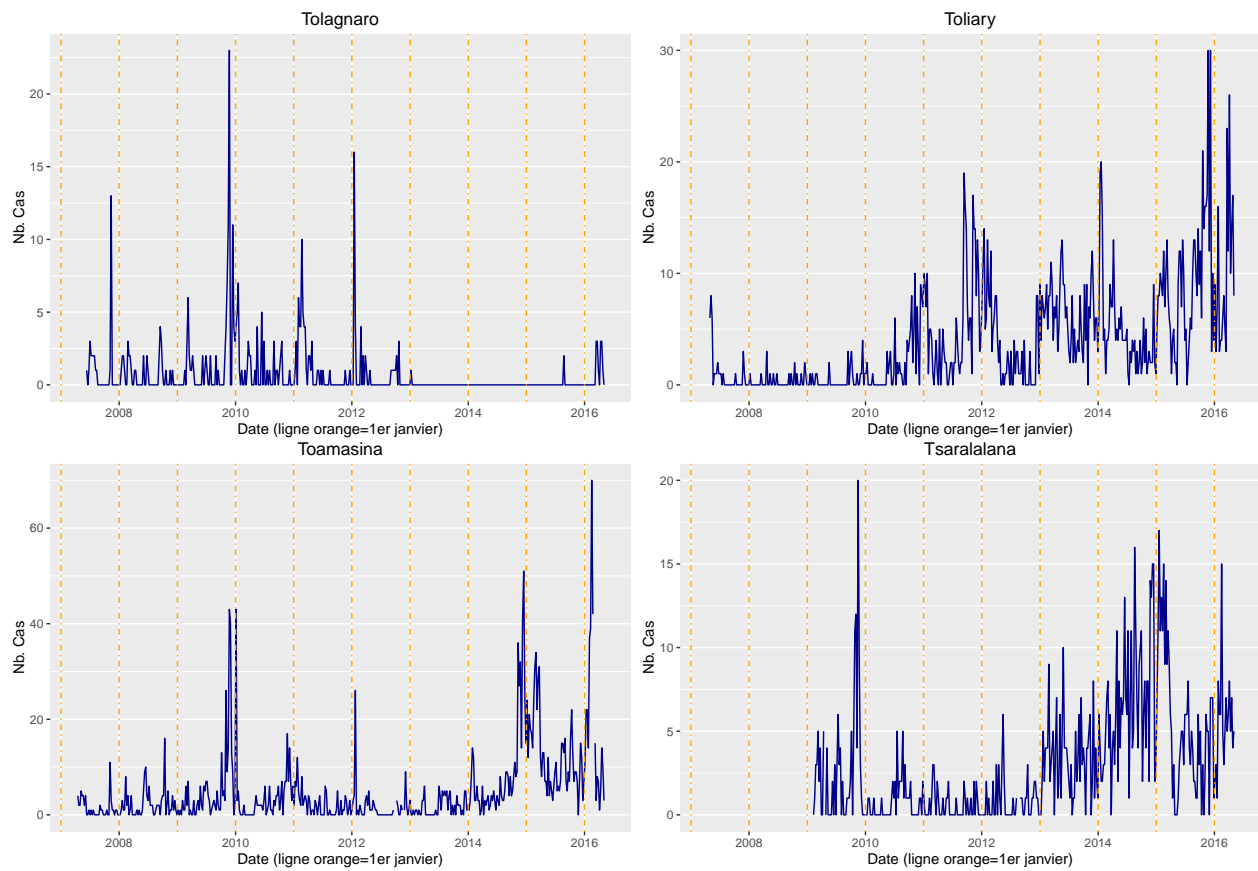 Tolagnaro
Nb. Cas
20
15
10
5
0
2008 2010 2012 2014 2016
Date (ligne orange=1er janvier)
Toliary
Nb. Cas
30
20
10
0
2008 2010 2012 2014 2016
Date (ligne orange=1er janvier)
Toamasina
Nb. Cas
60
40
20
0
2008 2010 2012 2014 2016
Date (ligne orange=1er janvier)
Tsaralalana
Nb. Cas
20
15
10
5
0
2008 2010 2012 2014 2016
Date (ligne orange=1er janvier)